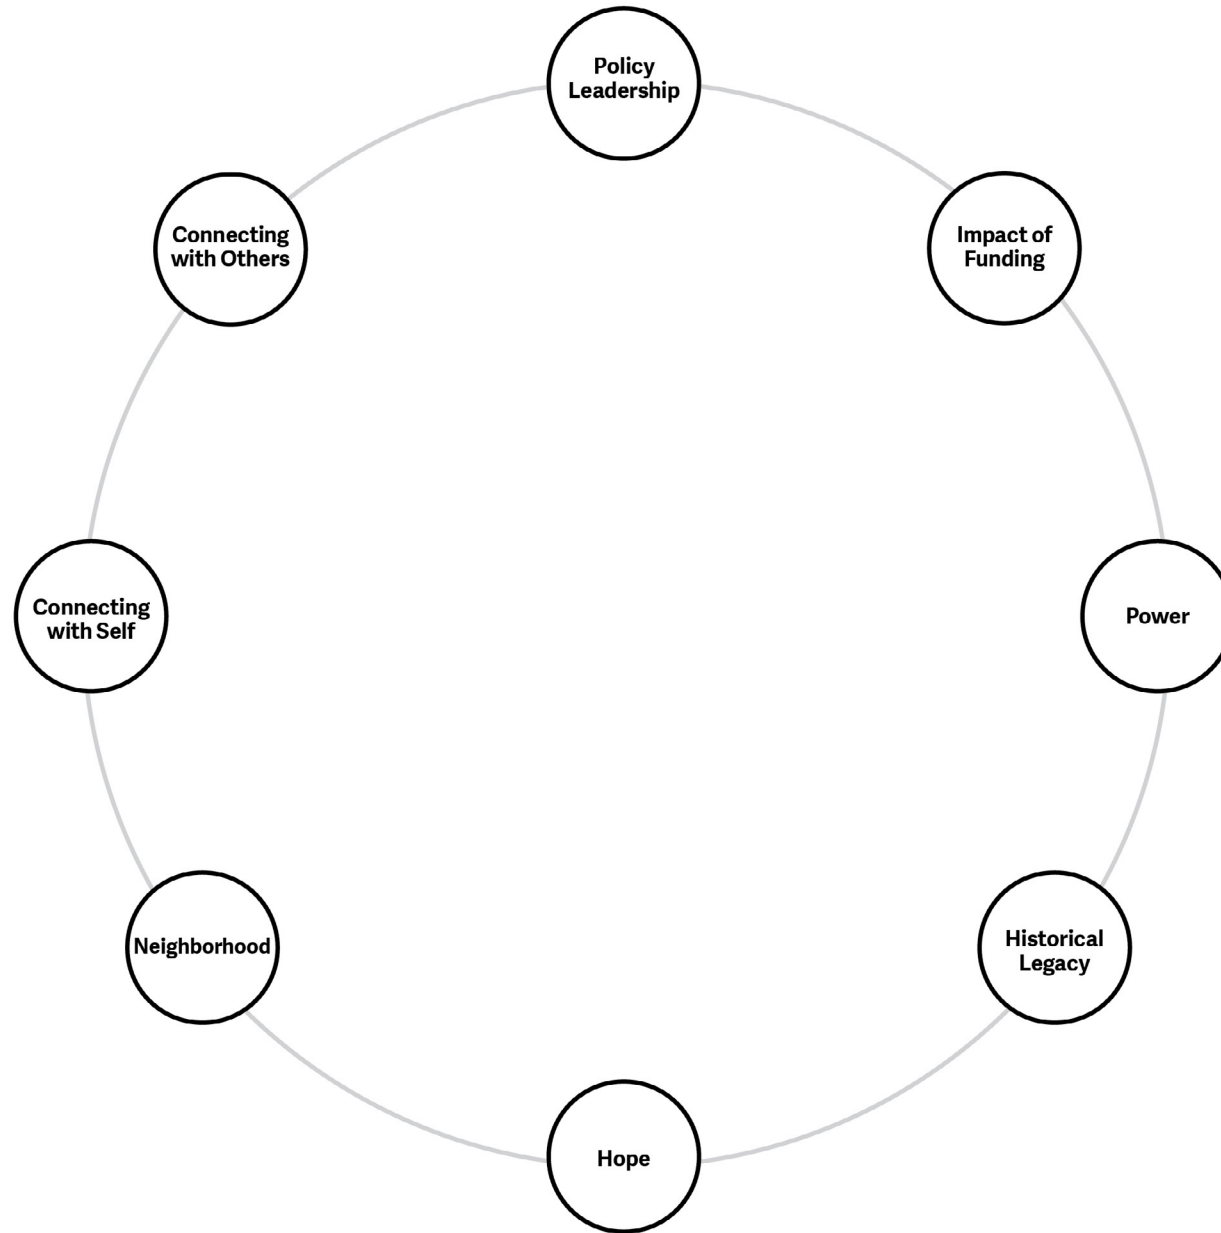 Policy
Leadership
Connecting
with Others
Impact of
Funding
Connecting
with Self
Power
Neighborhood
Historical
Legacy
Hope